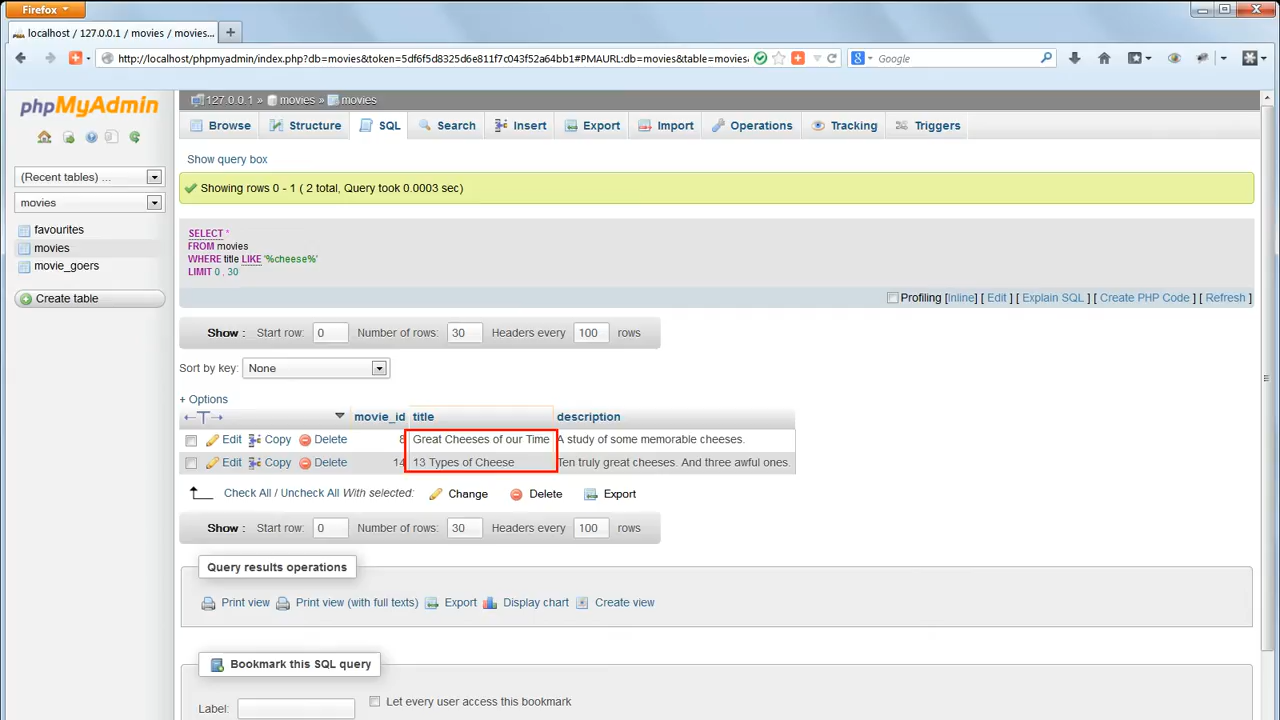 Firefox
localhost / 127.0.0.1 / movies / movies...
http://localhost/phpmyadmin/index.php?db=movies&token=5df6f5d8325d6e811f7c043f52a64bb1#PMAURL:db=movies&table=movies
Google
phpMyAdmin
127.0.0.1 » movies » movies
Browse Structure SQL Search Insert Export Import Operations Tracking Triggers
Show query box
(Recent tables) ...
Showing rows 0 - 1 ( 2 total, Query took 0.0003 sec)
movies
favourites
movies
movie_goers
Create table
SELECT *
FROM movies
WHERE title LIKE '%cheese%'
LIMIT 0 , 30
Profiling [Inline] [ Edit ] [ Explain SQL ] [ Create PHP Code ] [ Refresh ]
Show : Start row: 0 Number of rows: 30 Headers every 100 rows
Sort by key: None
+ Options
←T→ movie_id title description
Edit Copy Delete 8 Great Cheeses of our Time A study of some memorable cheeses.
Edit Copy Delete 14 13 Types of Cheese Ten truly great cheeses. And three awful ones.
Check All / Uncheck All With selected: Change Delete Export
Show : Start row: 0 Number of rows: 30 Headers every 100 rows
Query results operations
Print view Print view (with full texts) Export Display chart Create view
Bookmark this SQL query
Label: Let every user access this bookmark